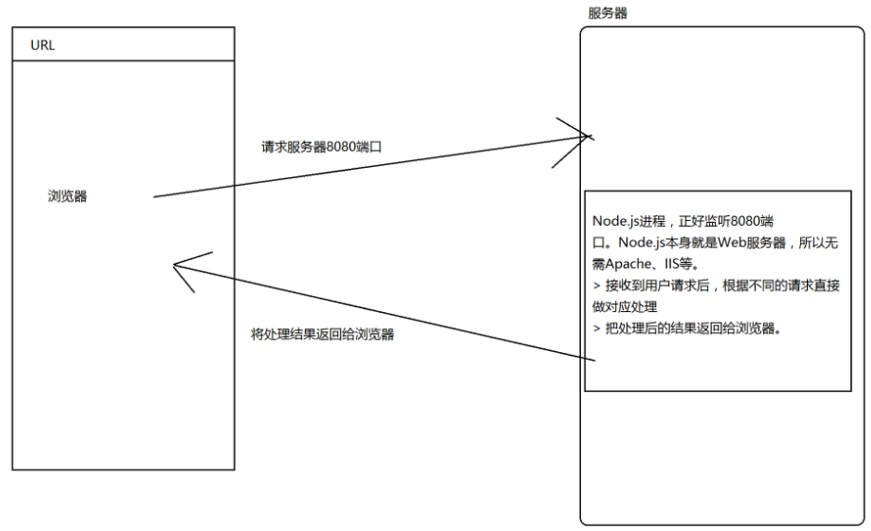 服务器
URL
请求服务器8080端口
浏览器
Node.js进程，正好监听8080端
口。Node.js本身就是Web服务器，所以无
需Apache、IIS等。
> 接收到用户请求后，根据不同的请求直接
做对应处理
> 把处理后的结果返回给浏览器。
将处理结果返回给浏览器